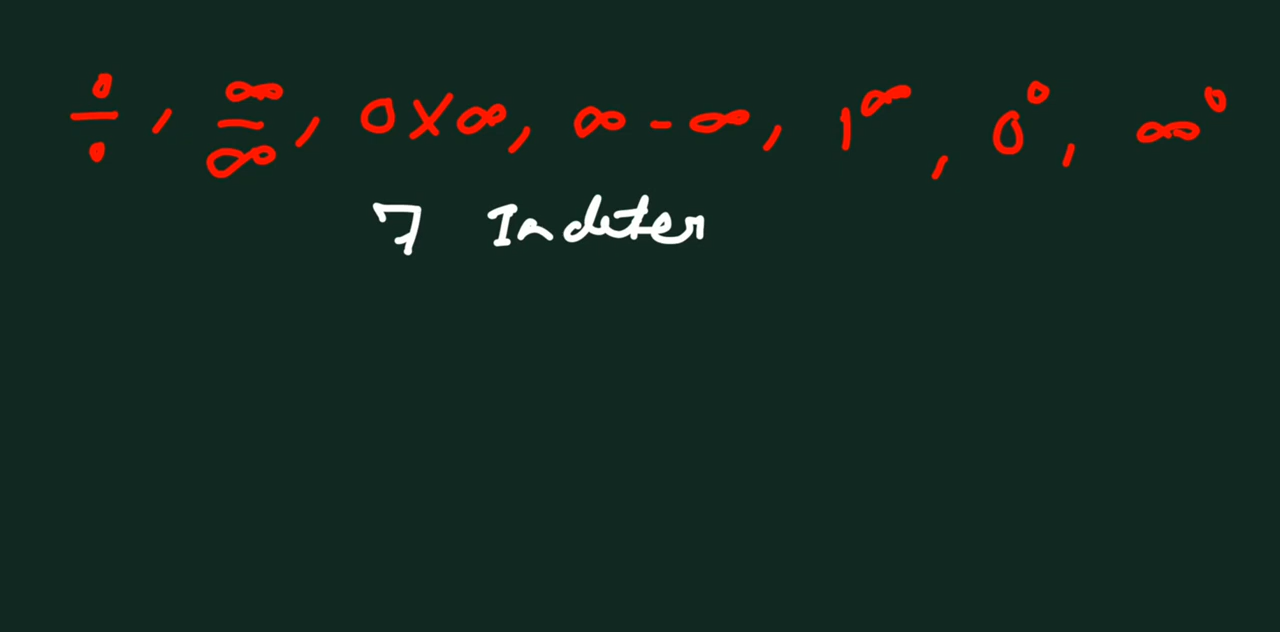 0/0, ∞/∞, 0×∞, ∞-∞, 1^∞, 0^0, ∞^0
7 Indeter